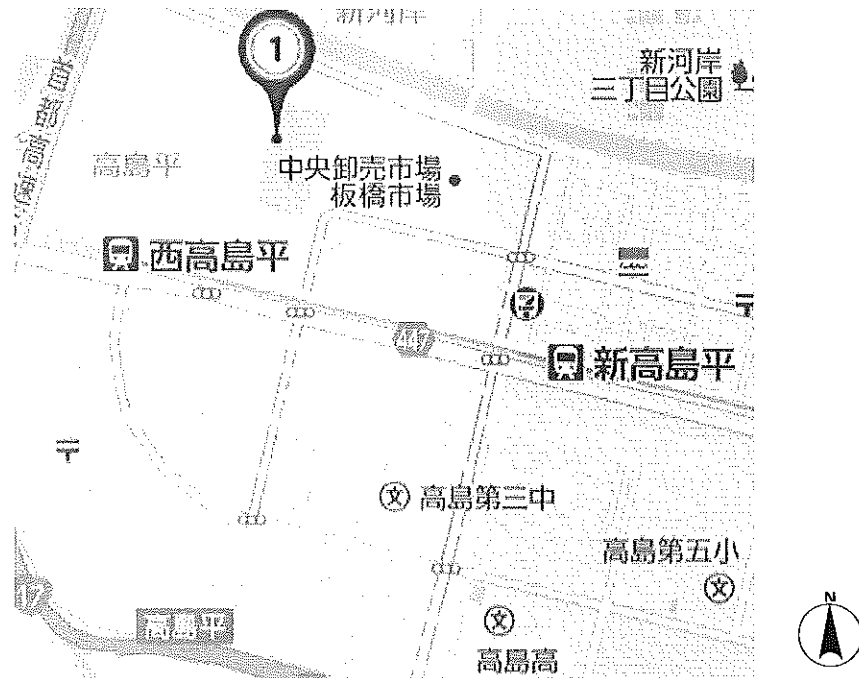 新河岸
1
新河岸
三丁目公園
高島平
中央卸売市場
板橋市場
西高島平
447
新高島平
高島第三中
高島第五小
高島平
高島高
N